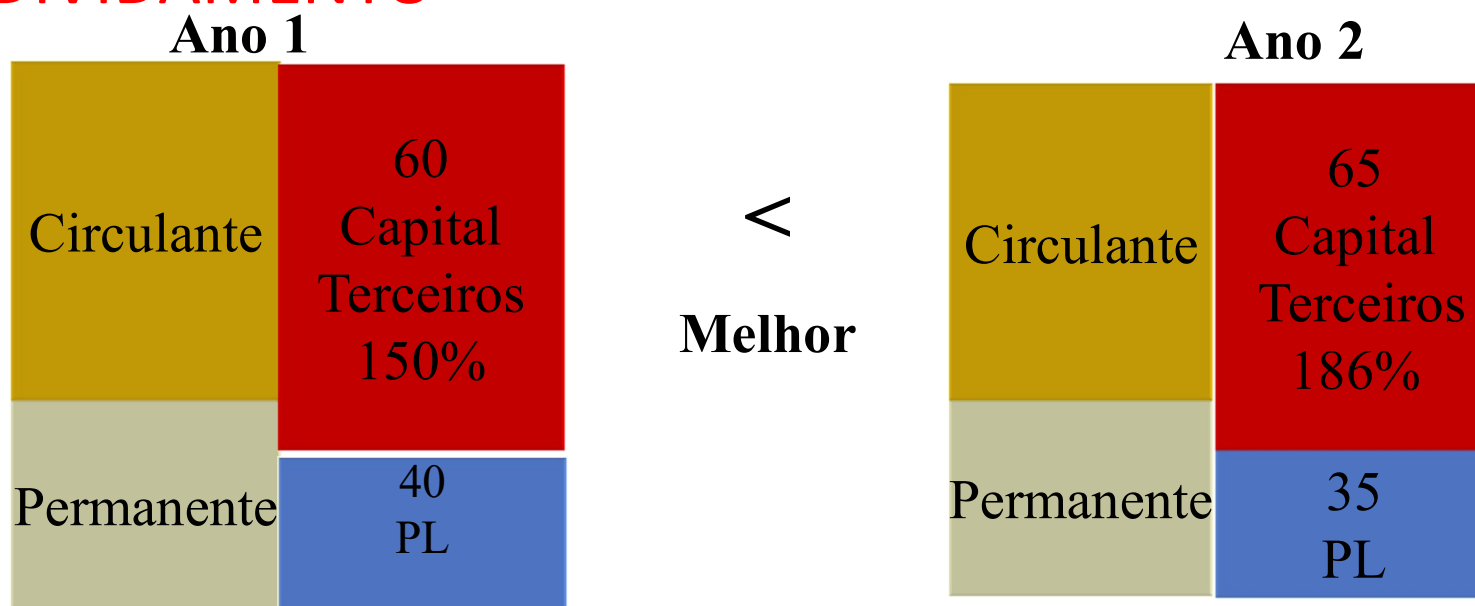 Ano 1
Circulante
60
Capital
Terceiros
150%
Permanente
40
PL
<
Melhor
Ano 2
Circulante
65
Capital
Terceiros
186%
Permanente
35
PL